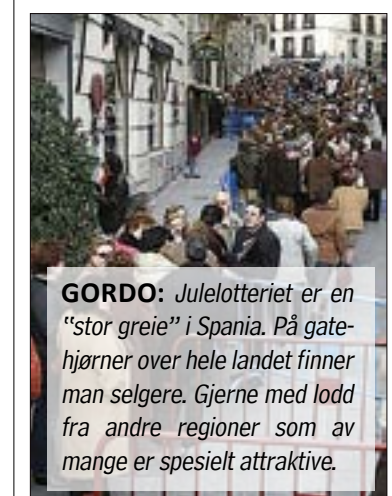 GORDO: Julelotteriet er en
"stor greie" i Spania. På gate-
hjørner over hele landet finner
man selgere. Gjerne med lodd
fra andre regioner som av
mange er spesielt attraktive.